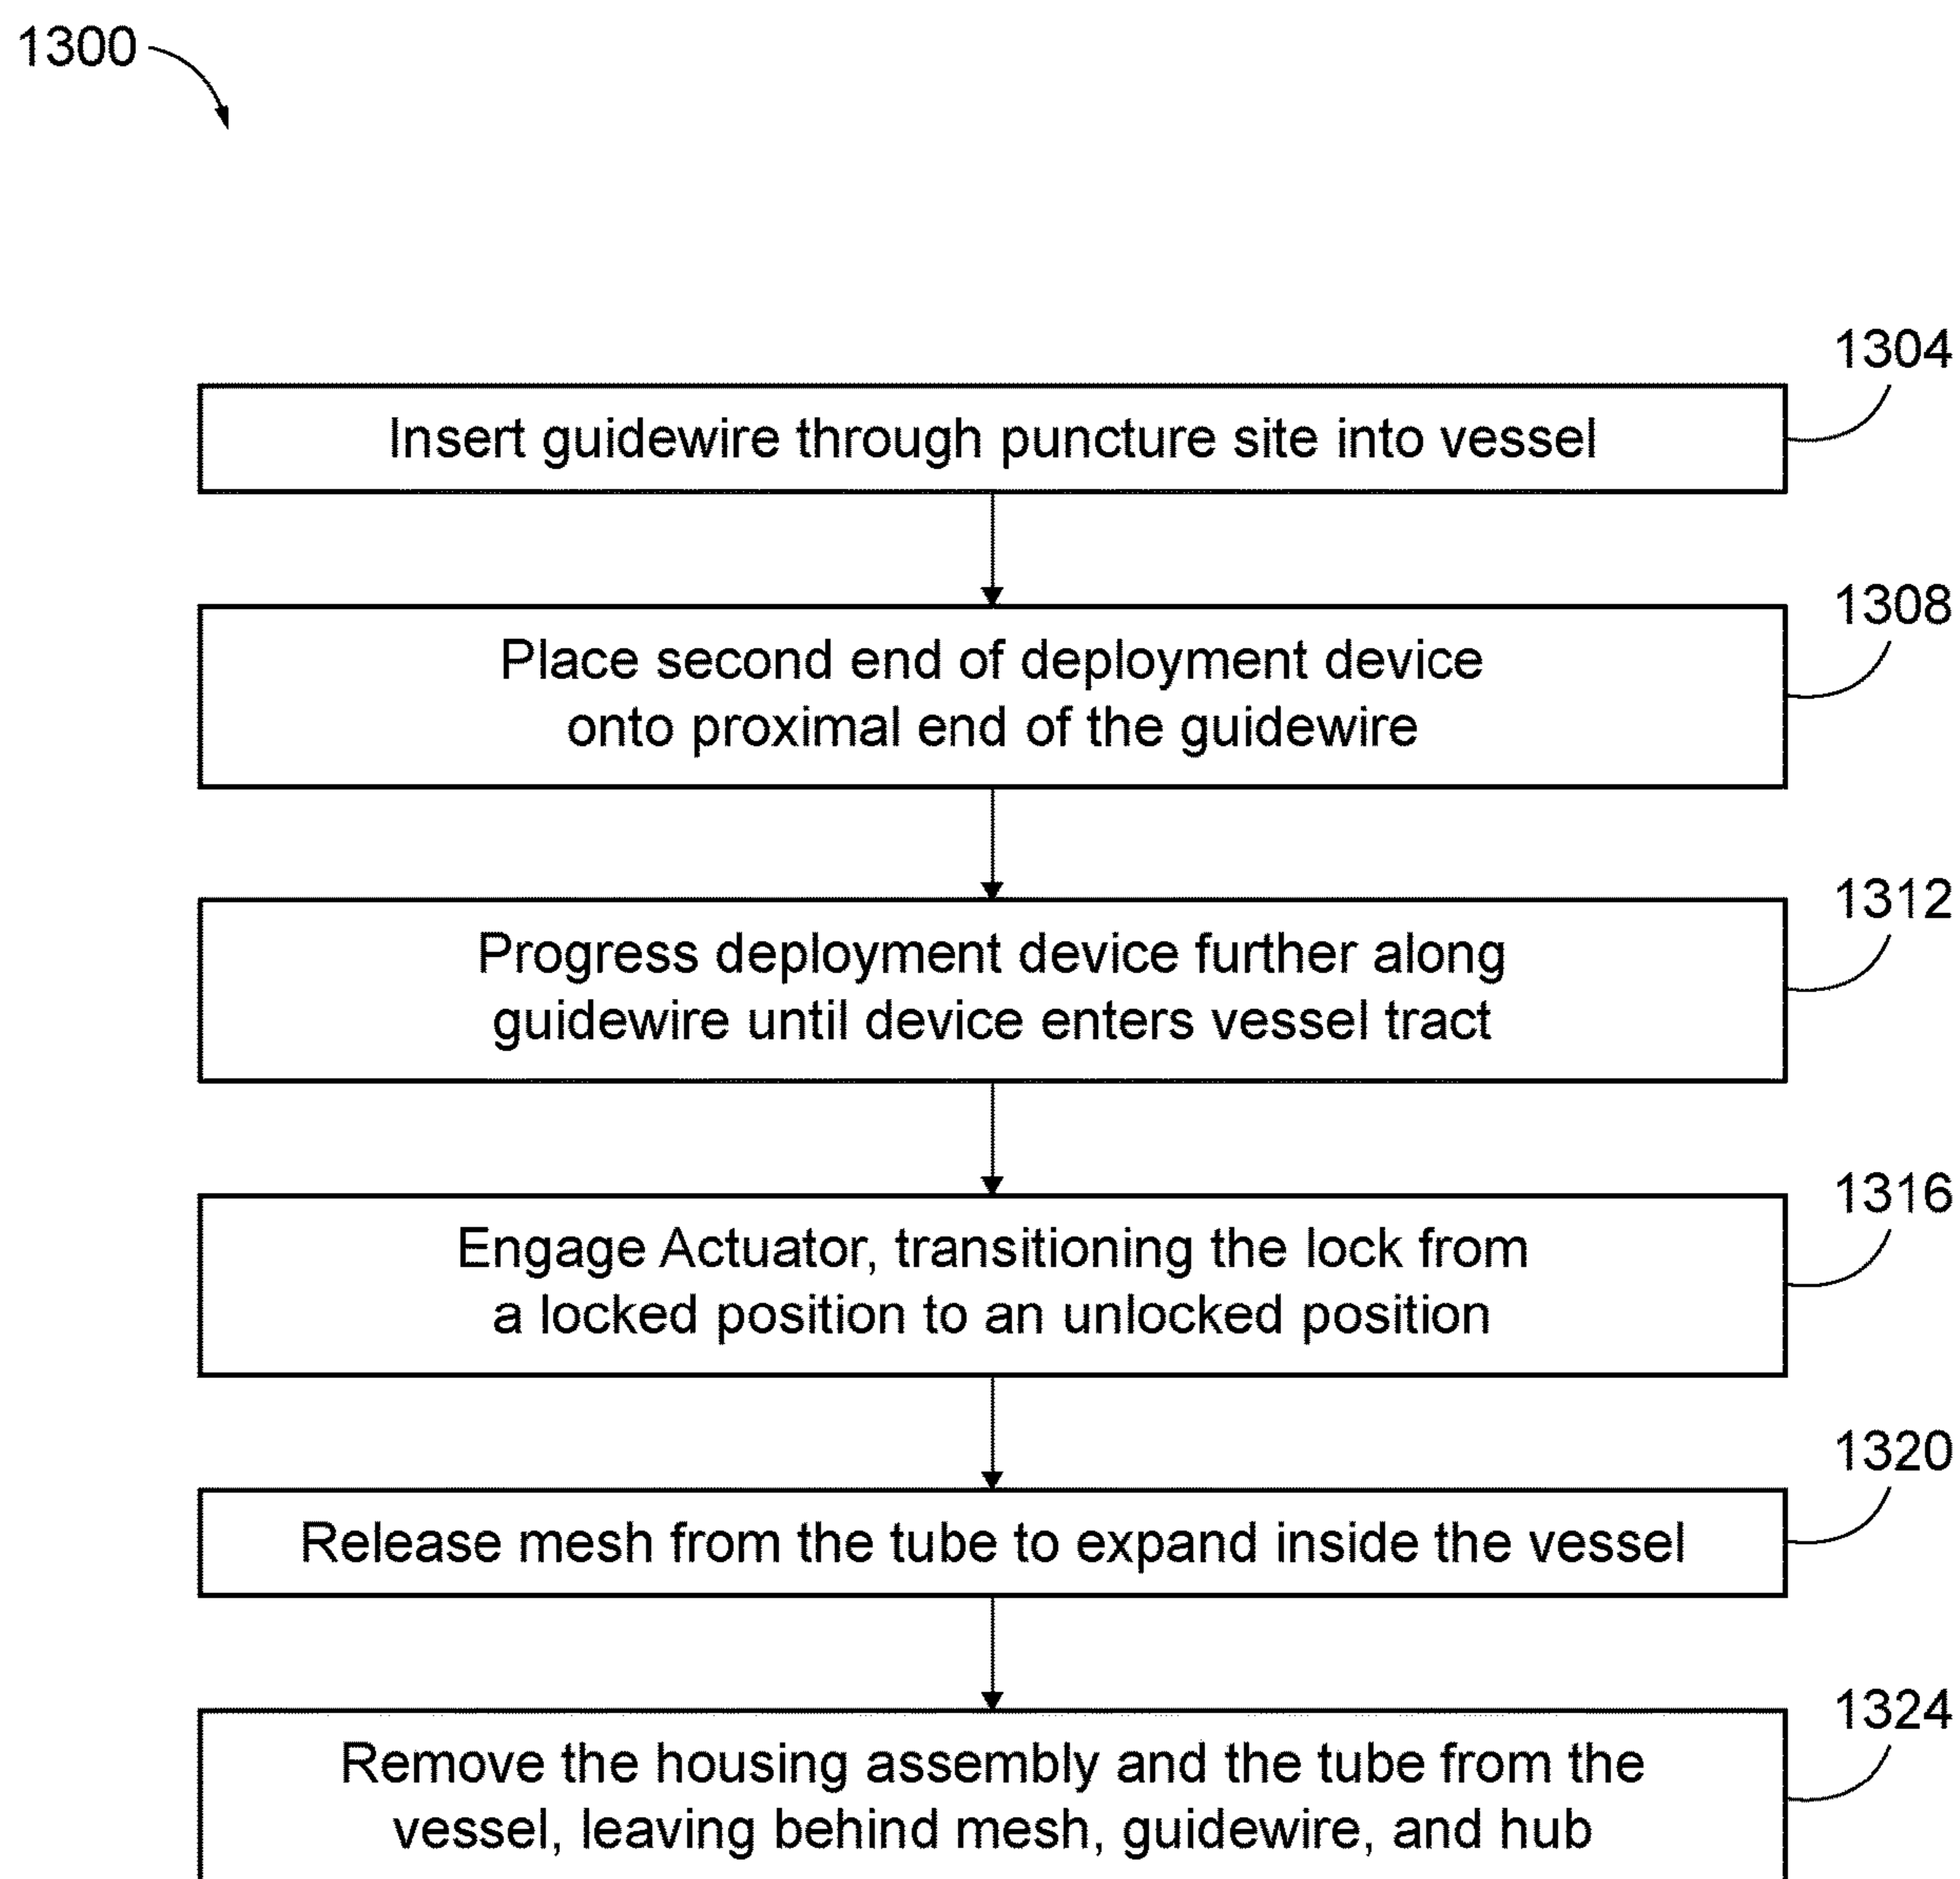 1300
1304
Insert guidewire through puncture site into vessel
1308
Place second end of deployment device
onto proximal end of the guidewire
1312
Progress deployment device further along
guidewire until device enters vessel tract
1316
Engage Actuator, transitioning the lock from
a locked position to an unlocked position
1320
Release mesh from the tube to expand inside the vessel
1324
Remove the housing assembly and the tube from the
vessel, leaving behind mesh, guidewire, and hub